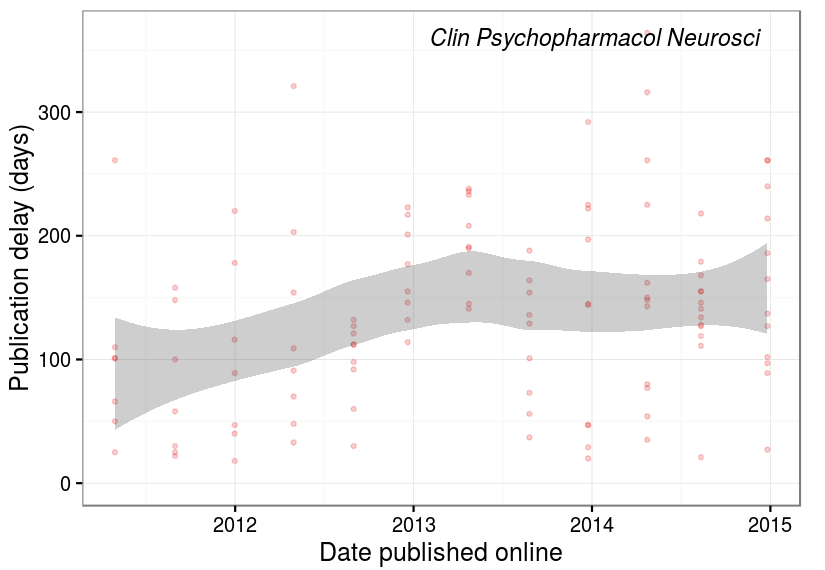 Clin Psychopharmacol Neurosci
Publication delay (days)
300
200
100
0
2012 2013 2014 2015
Date published online